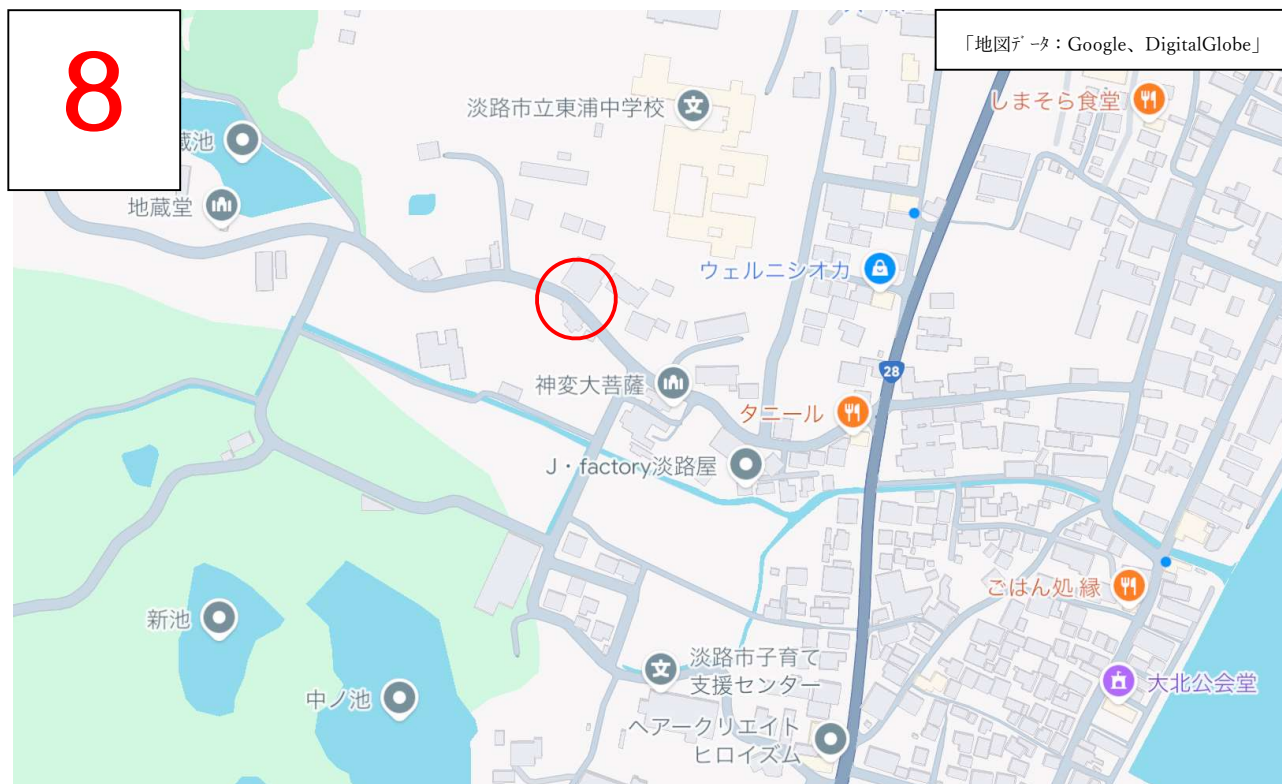 8
「地図ﾃﾞｰﾀ：Google、DigitalGlobe」
しまそら食堂
淡路市立東浦中学校
蔵池
地蔵堂
ウェルニシオカ
28
神変大菩薩
タニール
J・factory淡路屋
ごはん処 縁
新池
淡路市子育て
支援センター
大北公会堂
中ノ池
ヘアークリエイト
ヒロイズム